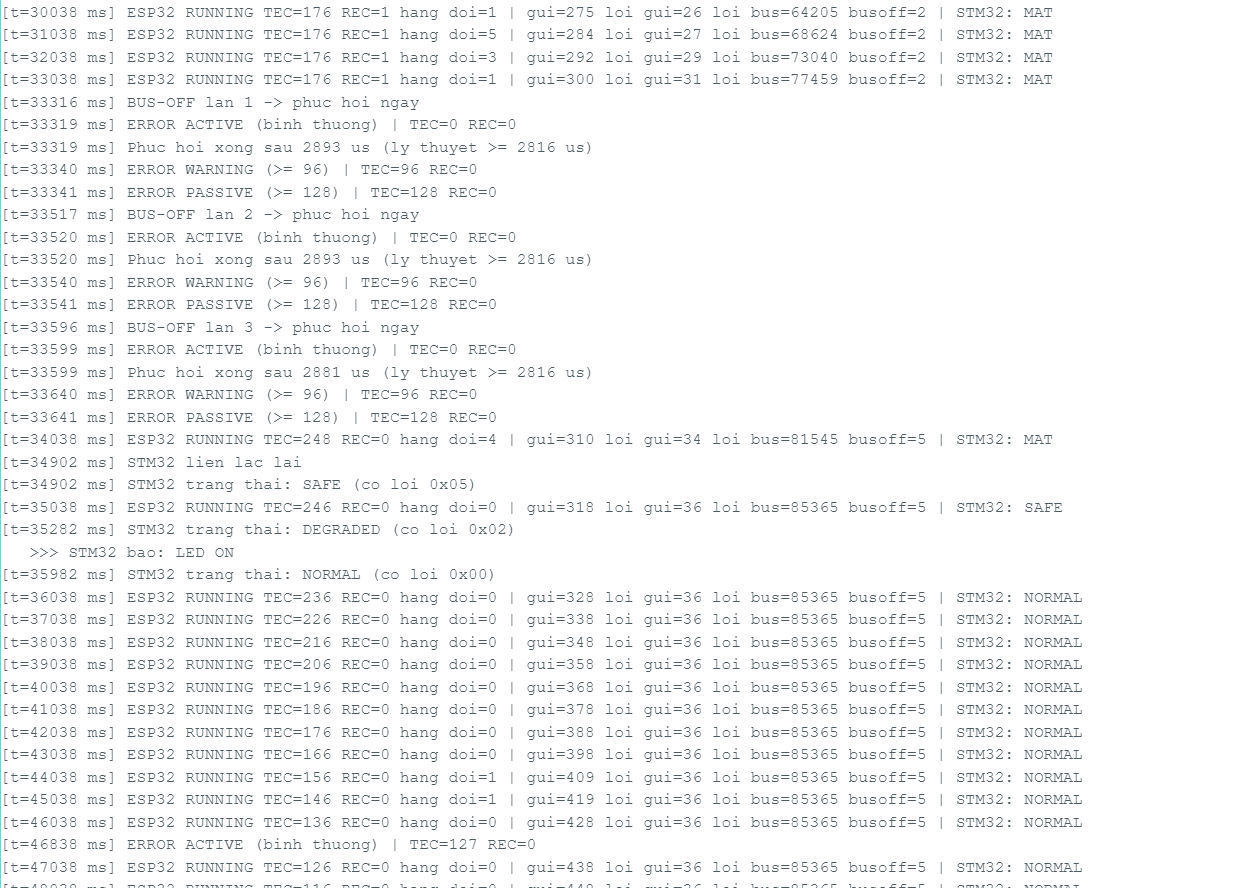 [t=30038 ms] ESP32 RUNNING TEC=176 REC=1 hang doi=1 | gui=275 loi gui=26 loi bus=64205 busoff=2 | STM32: MAT
[t=31038 ms] ESP32 RUNNING TEC=176 REC=1 hang doi=5 | gui=284 loi gui=27 loi bus=68624 busoff=2 | STM32: MAT
[t=32038 ms] ESP32 RUNNING TEC=176 REC=1 hang doi=3 | gui=292 loi gui=29 loi bus=73040 busoff=2 | STM32: MAT
[t=33038 ms] ESP32 RUNNING TEC=176 REC=1 hang doi=1 | gui=300 loi gui=31 loi bus=77459 busoff=2 | STM32: MAT
[t=33316 ms] BUS-OFF lan 1 -> phuc hoi ngay
[t=33319 ms] ERROR ACTIVE (binh thuong) | TEC=0 REC=0
[t=33319 ms] Phuc hoi xong sau 2893 us (ly thuyet >= 2816 us)
[t=33340 ms] ERROR WARNING (>= 96) | TEC=96 REC=0
[t=33341 ms] ERROR PASSIVE (>= 128) | TEC=128 REC=0
[t=33517 ms] BUS-OFF lan 2 -> phuc hoi ngay
[t=33520 ms] ERROR ACTIVE (binh thuong) | TEC=0 REC=0
[t=33520 ms] Phuc hoi xong sau 2893 us (ly thuyet >= 2816 us)
[t=33540 ms] ERROR WARNING (>= 96) | TEC=96 REC=0
[t=33541 ms] ERROR PASSIVE (>= 128) | TEC=128 REC=0
[t=33596 ms] BUS-OFF lan 3 -> phuc hoi ngay
[t=33599 ms] ERROR ACTIVE (binh thuong) | TEC=0 REC=0
[t=33599 ms] Phuc hoi xong sau 2881 us (ly thuyet >= 2816 us)
[t=33640 ms] ERROR WARNING (>= 96) | TEC=96 REC=0
[t=33641 ms] ERROR PASSIVE (>= 128) | TEC=128 REC=0
[t=34038 ms] ESP32 RUNNING TEC=248 REC=0 hang doi=4 | gui=310 loi gui=34 loi bus=81545 busoff=5 | STM32: MAT
[t=34902 ms] STM32 lien lac lai
[t=34902 ms] STM32 trang thai: SAFE (co loi 0x05)
[t=35038 ms] ESP32 RUNNING TEC=246 REC=0 hang doi=0 | gui=318 loi gui=36 loi bus=85365 busoff=5 | STM32: SAFE
[t=35282 ms] STM32 trang thai: DEGRADED (co loi 0x02)
>>> STM32 bao: LED ON
[t=35982 ms] STM32 trang thai: NORMAL (co loi 0x00)
[t=36038 ms] ESP32 RUNNING TEC=236 REC=0 hang doi=0 | gui=328 loi gui=36 loi bus=85365 busoff=5 | STM32: NORMAL
[t=37038 ms] ESP32 RUNNING TEC=226 REC=0 hang doi=0 | gui=338 loi gui=36 loi bus=85365 busoff=5 | STM32: NORMAL
[t=38038 ms] ESP32 RUNNING TEC=216 REC=0 hang doi=0 | gui=348 loi gui=36 loi bus=85365 busoff=5 | STM32: NORMAL
[t=39038 ms] ESP32 RUNNING TEC=206 REC=0 hang doi=0 | gui=358 loi gui=36 loi bus=85365 busoff=5 | STM32: NORMAL
[t=40038 ms] ESP32 RUNNING TEC=196 REC=0 hang doi=0 | gui=368 loi gui=36 loi bus=85365 busoff=5 | STM32: NORMAL
[t=41038 ms] ESP32 RUNNING TEC=186 REC=0 hang doi=0 | gui=378 loi gui=36 loi bus=85365 busoff=5 | STM32: NORMAL
[t=42038 ms] ESP32 RUNNING TEC=176 REC=0 hang doi=0 | gui=388 loi gui=36 loi bus=85365 busoff=5 | STM32: NORMAL
[t=43038 ms] ESP32 RUNNING TEC=166 REC=0 hang doi=0 | gui=398 loi gui=36 loi bus=85365 busoff=5 | STM32: NORMAL
[t=44038 ms] ESP32 RUNNING TEC=156 REC=0 hang doi=1 | gui=409 loi gui=36 loi bus=85365 busoff=5 | STM32: NORMAL
[t=45038 ms] ESP32 RUNNING TEC=146 REC=0 hang doi=1 | gui=419 loi gui=36 loi bus=85365 busoff=5 | STM32: NORMAL
[t=46038 ms] ESP32 RUNNING TEC=136 REC=0 hang doi=0 | gui=428 loi gui=36 loi bus=85365 busoff=5 | STM32: NORMAL
[t=46838 ms] ERROR ACTIVE (binh thuong) | TEC=127 REC=0
[t=47038 ms] ESP32 RUNNING TEC=126 REC=0 hang doi=0 | gui=438 loi gui=36 loi bus=85365 busoff=5 | STM32: NORMAL